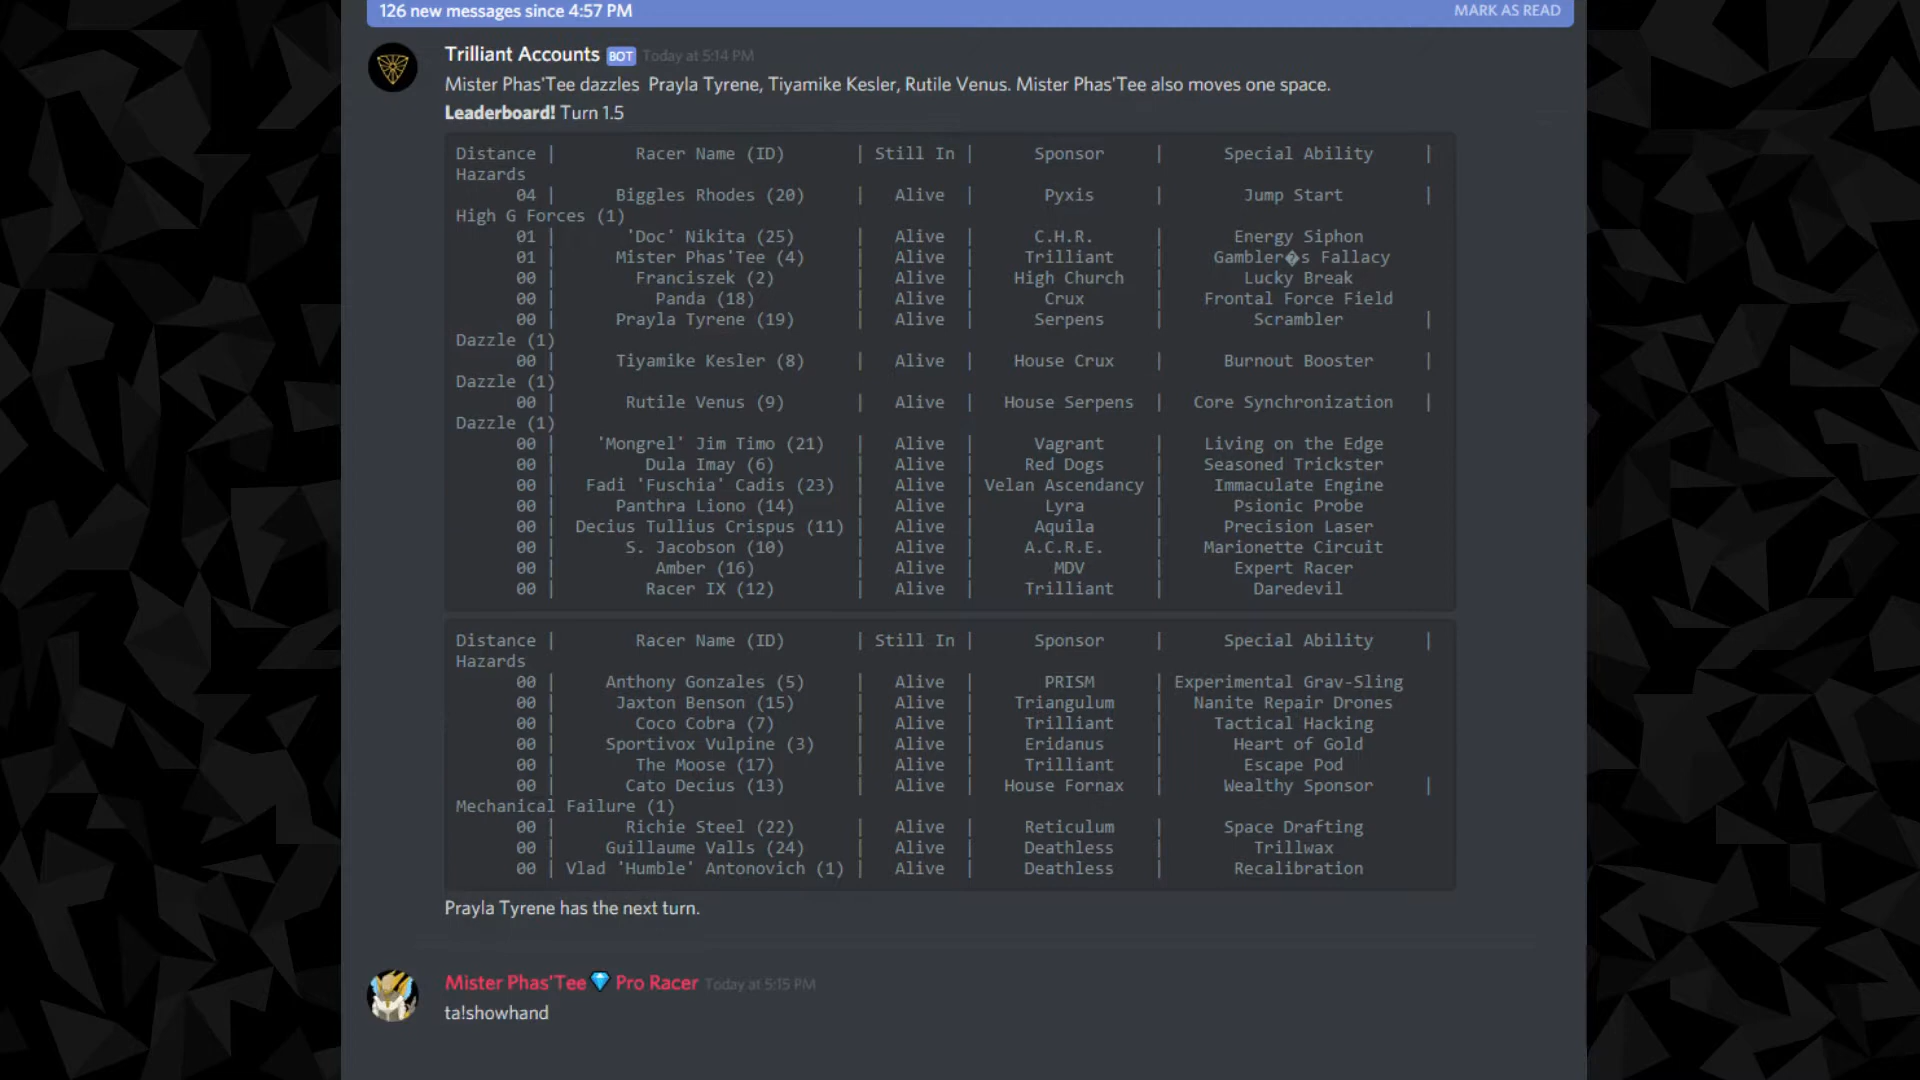 126 new messages since 4:57 PM MARK AS READ
Trilliant Accounts BOT Today at 5:14 PM
Mister Phas'Tee dazzles  Prayla Tyrene, Tiyamike Kesler, Rutile Venus. Mister Phas'Tee also moves one space.
Leaderboard! Turn 1.5
Distance | Racer Name (ID) | Still In | Sponsor | Special Ability |
Hazards
04 | Biggles Rhodes (20) | Alive | Pyxis | Jump Start |
High G Forces (1)
01 | 'Doc' Nikita (25) | Alive | C.H.R. | Energy Siphon
01 | Mister Phas'Tee (4) | Alive | Trilliant | Gambler�s Fallacy
00 | Franciszek (2) | Alive | High Church | Lucky Break
00 | Panda (18) | Alive | Crux | Frontal Force Field
00 | Prayla Tyrene (19) | Alive | Serpens | Scrambler |
Dazzle (1)
00 | Tiyamike Kesler (8) | Alive | House Crux | Burnout Booster |
Dazzle (1)
00 | Rutile Venus (9) | Alive | House Serpens | Core Synchronization |
Dazzle (1)
00 | 'Mongrel' Jim Timo (21) | Alive | Vagrant | Living on the Edge
00 | Dula Imay (6) | Alive | Red Dogs | Seasoned Trickster
00 | Fadi 'Fuschia' Cadis (23) | Alive | Velan Ascendancy | Immaculate Engine
00 | Panthra Liono (14) | Alive | Lyra | Psionic Probe
00 | Decius Tullius Crispus (11) | Alive | Aquila | Precision Laser
00 | S. Jacobson (10) | Alive | A.C.R.E. | Marionette Circuit
00 | Amber (16) | Alive | MDV | Expert Racer
00 | Racer IX (12) | Alive | Trilliant | Daredevil
Distance | Racer Name (ID) | Still In | Sponsor | Special Ability |
Hazards
00 | Anthony Gonzales (5) | Alive | PRISM | Experimental Grav-Sling
00 | Jaxton Benson (15) | Alive | Triangulum | Nanite Repair Drones
00 | Coco Cobra (7) | Alive | Trilliant | Tactical Hacking
00 | Sportivox Vulpine (3) | Alive | Eridanus | Heart of Gold
00 | The Moose (17) | Alive | Trilliant | Escape Pod
00 | Cato Decius (13) | Alive | House Fornax | Wealthy Sponsor |
Mechanical Failure (1)
00 | Richie Steel (22) | Alive | Reticulum | Space Drafting
00 | Guillaume Valls (24) | Alive | Deathless | Trillwax
00 | Vlad 'Humble' Antonovich (1) | Alive | Deathless | Recalibration
Prayla Tyrene has the next turn.
Mister Phas'Tee💎 Pro Racer Today at 5:15 PM
ta!showhand